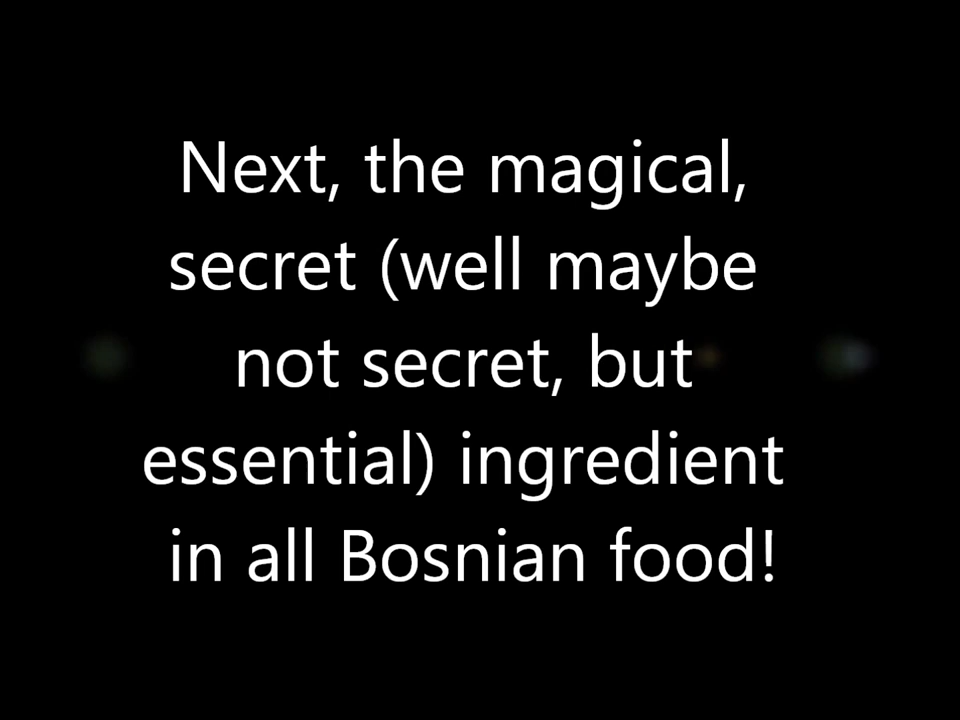 Next, the magical,
secret (well maybe
not secret, but
essential) ingredient
in all Bosnian food!